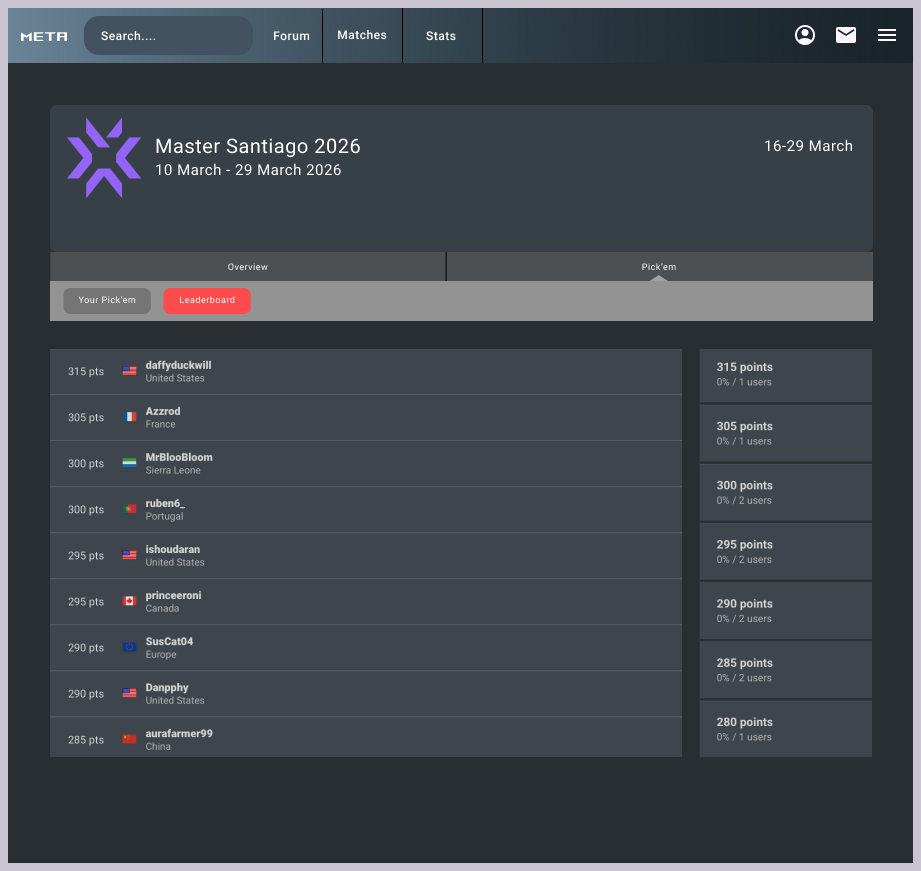 META
Search....
Forum
Matches
Stats
Master Santiago 2026
10 March - 29 March 2026
16-29 March
Overview
Pick'em
Your Pick'em
Leaderboard
315 pts
daffyduckwill
United States
305 pts
Azzrod
France
300 pts
MrBlooBloom
Sierra Leone
300 pts
ruben6_
Portugal
295 pts
ishoudaran
United States
295 pts
princeeroni
Canada
290 pts
SusCat04
Europe
290 pts
Danpphy
United States
285 pts
aurafarmer99
China
315 points
0% / 1 users
305 points
0% / 1 users
300 points
0% / 2 users
295 points
0% / 2 users
290 points
0% / 2 users
285 points
0% / 2 users
280 points
0% / 1 users